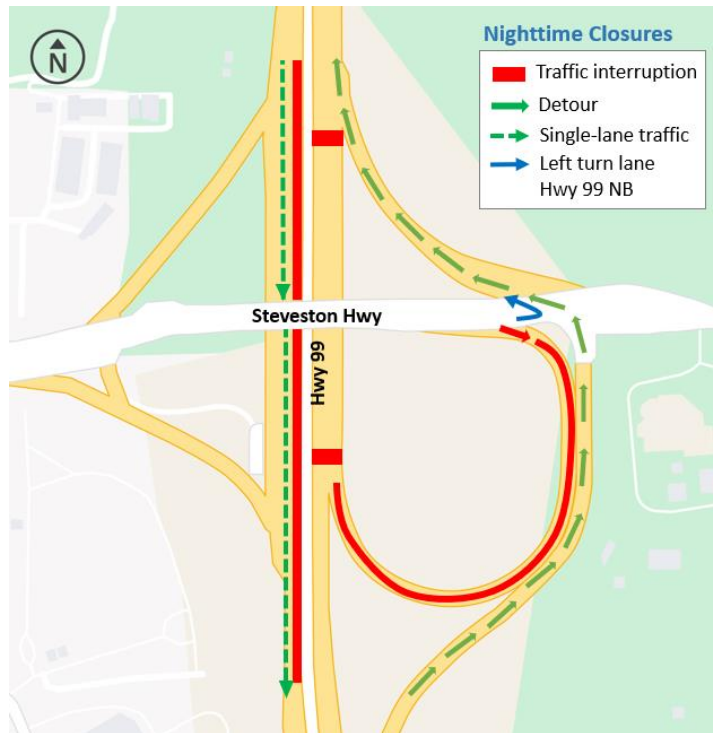 N
Nighttime Closures
Traffic interruption
Detour
Single-lane traffic
Left turn lane
Hwy 99 NB
Steveston Hwy
Hwy 99